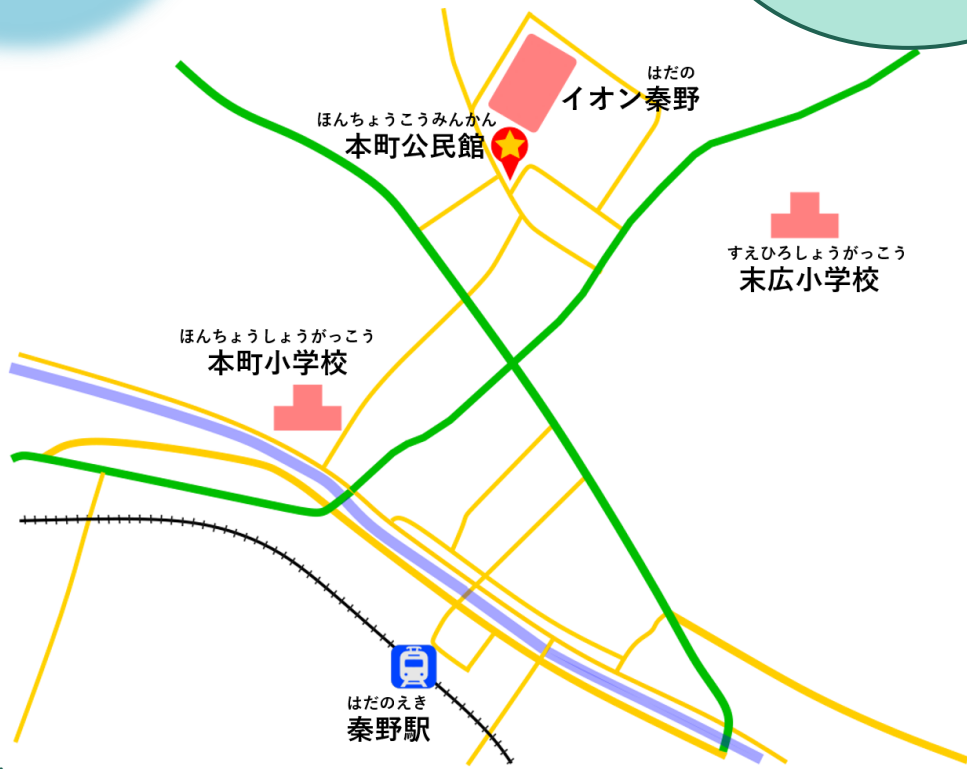 はだの
イオン秦野
ほんちょうこうみんかん
本町公民館
すえひろしょうがっこう
末広小学校
ほんちょうしょうがっこう
本町小学校
はだのえき
秦野駅